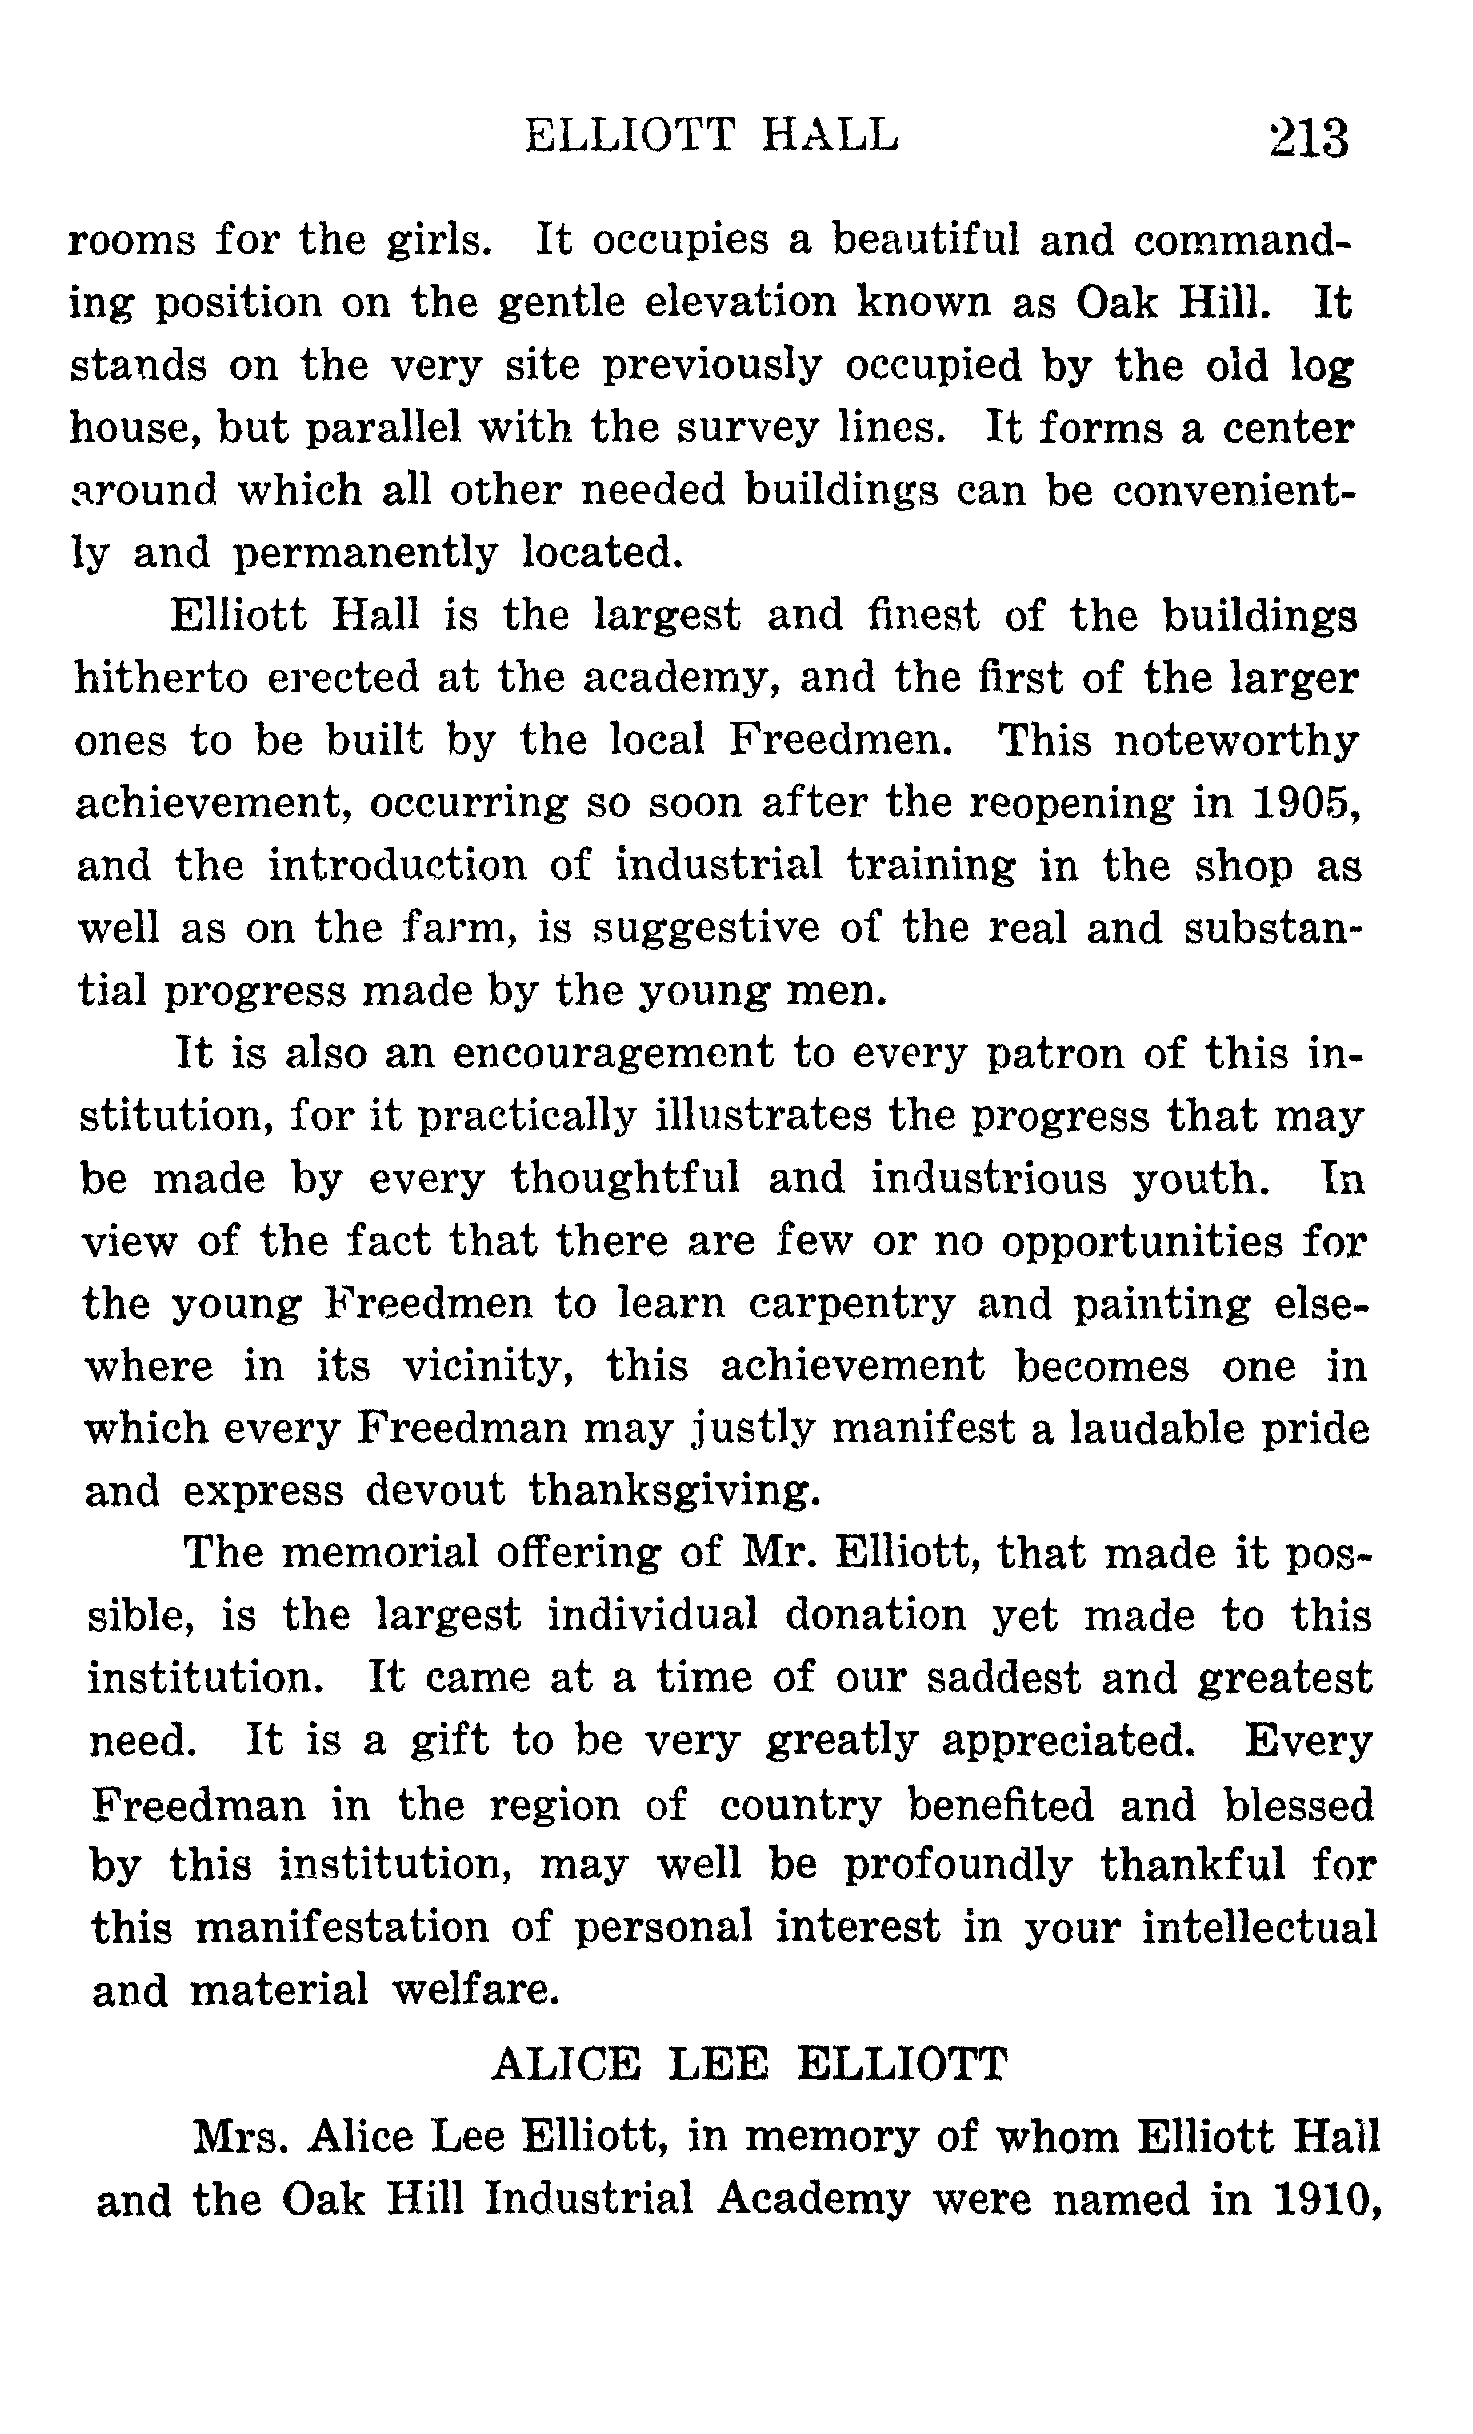 ELLIOTT HALL 213
rooms for the girls. It occupies a beautiful and command-
ing position on the gentle elevation known as Oak Hill. It
stands on the very site previously occupied by the old log
house, but parallel with the survey lines. It forms a center
around which all other needed buildings can be convenient-
ly and permanently located.
Elliott Hall is the largest and finest of the buildings
hitherto erected at the academy, and the first of the larger
ones to be built by the local Freedmen. This noteworthy
achievement, occurring so soon after the reopening in 1905,
and the introduction of industrial training in the shop as
well as on the farm, is suggestive of the real and substan-
tial progress made by the young men.
It is also an encouragement to every patron of this in-
stitution, for it practically illustrates the progress that may
be made by every thoughtful and industrious youth. In
view of the fact that there are few or no opportunities for
the young Freedmen to learn carpentry and painting else-
where in its vicinity, this achievement becomes one in
which every Freedman may justly manifest a laudable pride
and express devout thanksgiving.
The memorial offering of Mr. Elliott, that made it pos-
sible, is the largest individual donation yet made to this
institution. It came at a time of our saddest and greatest
need. It is a gift to be very greatly appreciated. Every
Freedman in the region of country benefited and blessed
by this institution, may well be profoundly thankful for
this manifestation of personal interest in your intellectual
and material welfare.
ALICE LEE ELLIOTT
Mrs. Alice Lee Elliott, in memory of whom Elliott Hall
and the Oak Hill Industrial Academy were named in 1910,